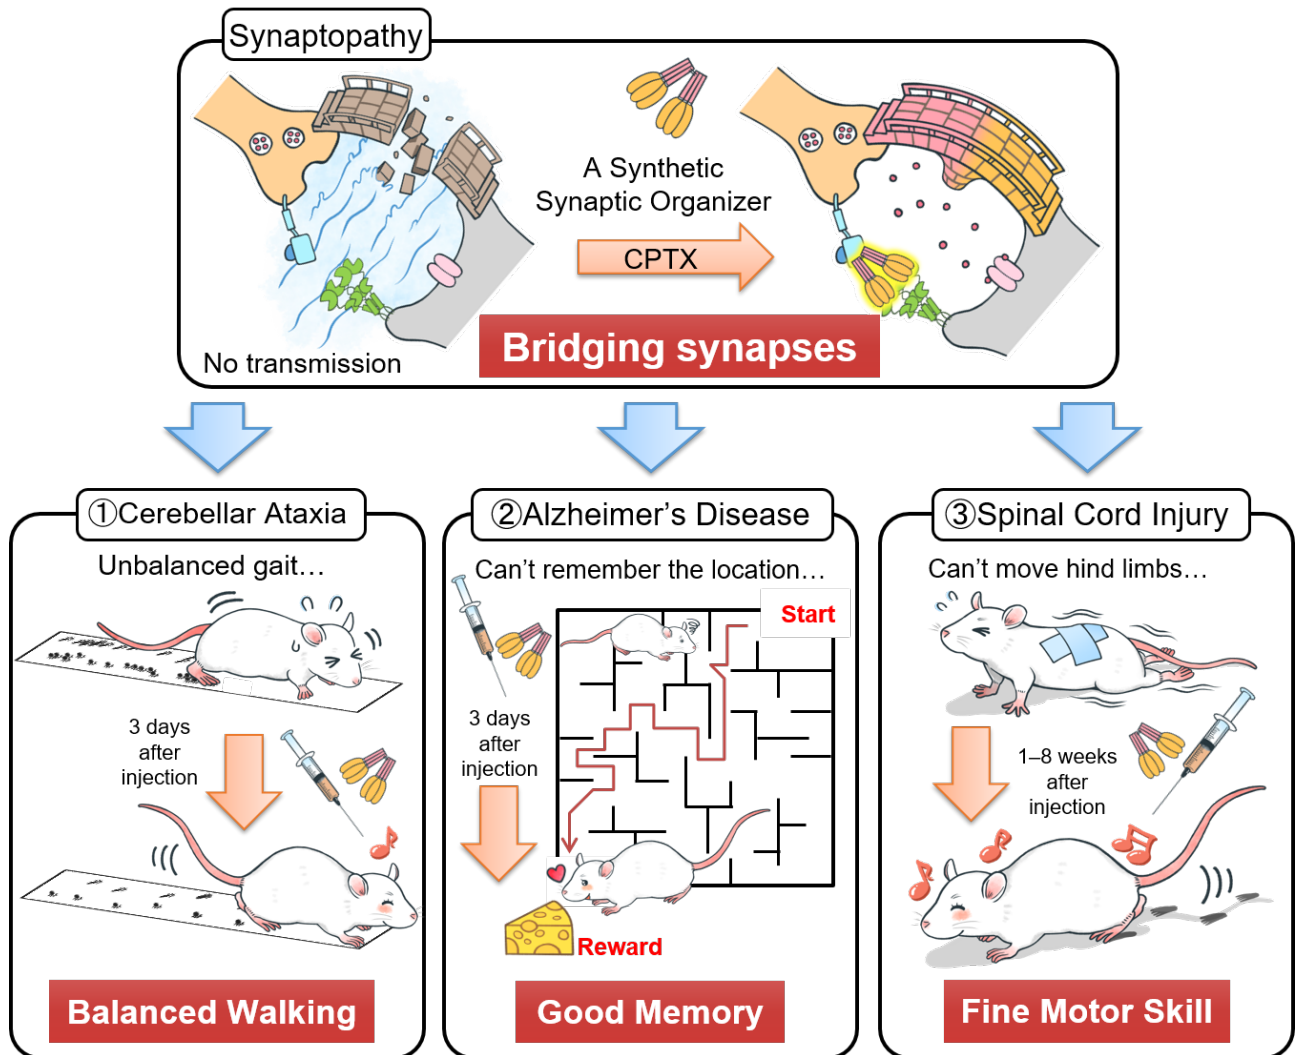 Synaptopathy
A Synthetic
Synaptic Organizer
CPTX
No transmission
Bridging synapses
①Cerebellar Ataxia
Unbalanced gait…
3 days
after
injection
Balanced Walking
②Alzheimer’s Disease
Can’t remember the location…
Start
3 days
after
injection
Reward
Good Memory
③Spinal Cord Injury
Can’t move hind limbs…
1–8 weeks
after
injection
Fine Motor Skill